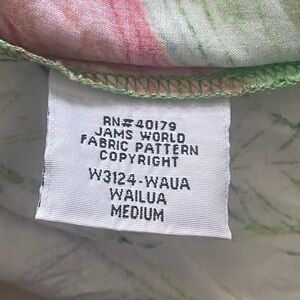 RN#40179
JAMS WORLD
FABRIC PATTERN
COPYRIGHT
W3124-WAUA
WAILUA
MEDIUM